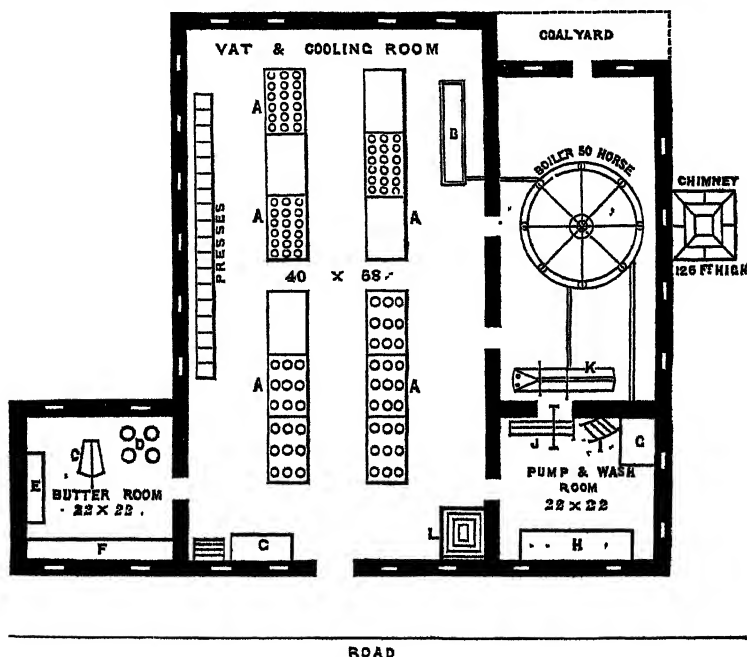 VAT & COOLING ROOM
COALYARD
A
B
BOILER 50 HORSE
CHIMNEY
125 FT HIGH
A
A
PRESSES
40 X 68
A
A
K
C
D
E
BUTTER ROOM
22 X 22
F
J
I
G
PUMP & WASH
ROOM
22 X 22
G
L
H
ROAD